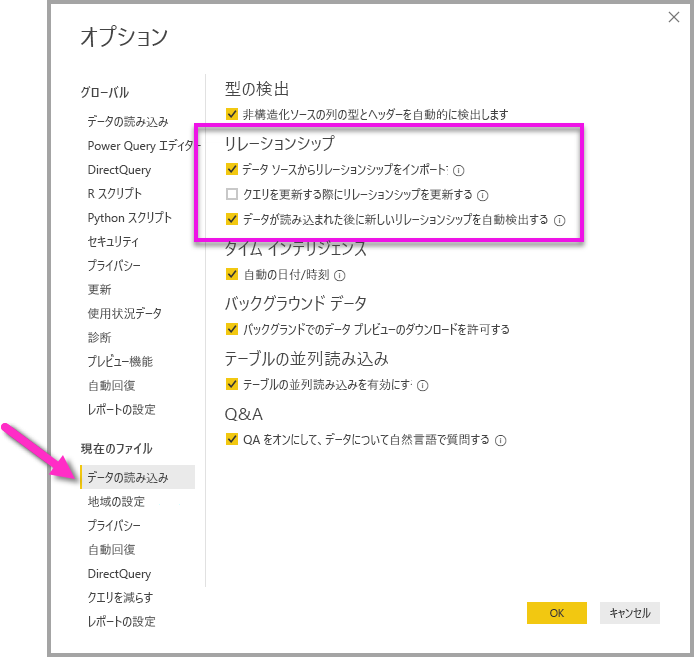 オプション
グローバル
データの読み込み
Power Query エディター
DirectQuery
R スクリプト
Python スクリプト
セキュリティ
プライバシー
更新
使用状況データ
診断
プレビュー機能
自動回復
レポートの設定
現在のファイル
データの読み込み
地域の設定
プライバシー
自動回復
DirectQuery
クエリを減らす
レポートの設定
型の検出
非構造化ソースの列の型とヘッダーを自動的に検出します
リレーションシップ
データ ソースからリレーションシップをインポート
クエリを更新する際にリレーションシップを更新する
データが読み込まれた後に新しいリレーションシップを自動検出する
タイム インテリジェンス
自動の日付/時刻
バックグラウンド データ
バックグランドでのデータ プレビューのダウンロードを許可する
テーブルの並列読み込み
テーブルの並列読み込みを有効にす
Q&A
QA をオンにして、データについて自然言語で質問する
OK
キャンセル